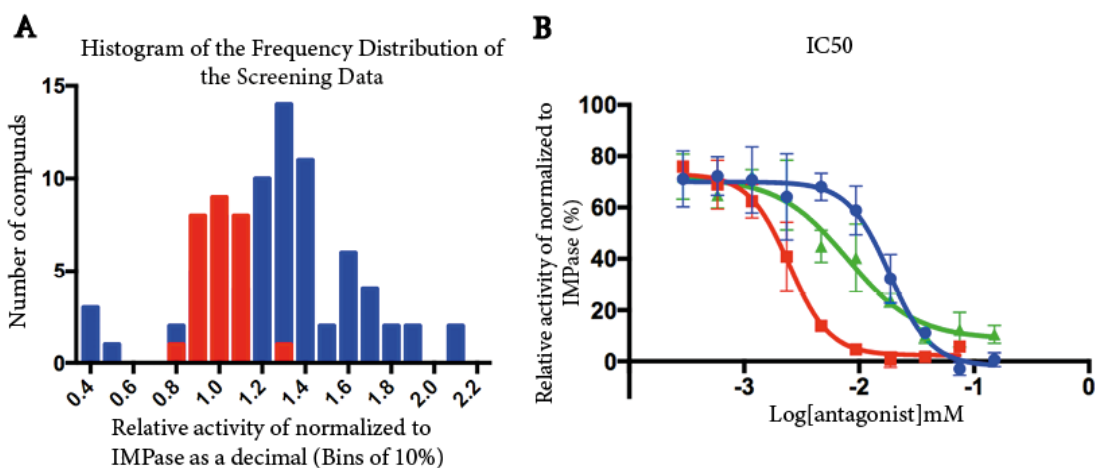 A
Histogram of the Frequency Distribution of
the Screening Data
Number of compunds
15
10
5
0
0.4
0.6
0.8
1.0
1.2
1.4
1.6
1.8
2.0
2.2
Relative activity of normalized to
IMPase as a decimal (Bins of 10%)
B
IC50
Relative activity of normalized to
IMPase (%)
100
80
60
40
20
0
-3
-2
-1
0
Log[antagonist]mM